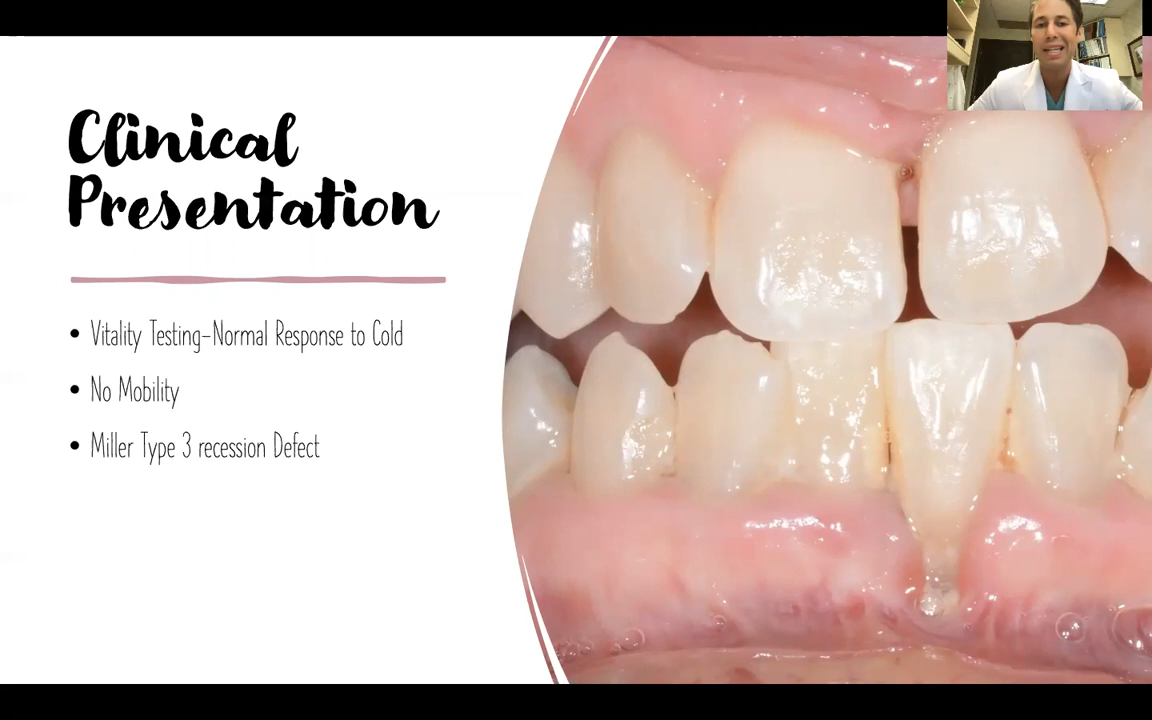 Clinical
Presentation
• Vitality Testing-Normal Response to Cold
• No Mobility
• Miller Type 3 recession Defect